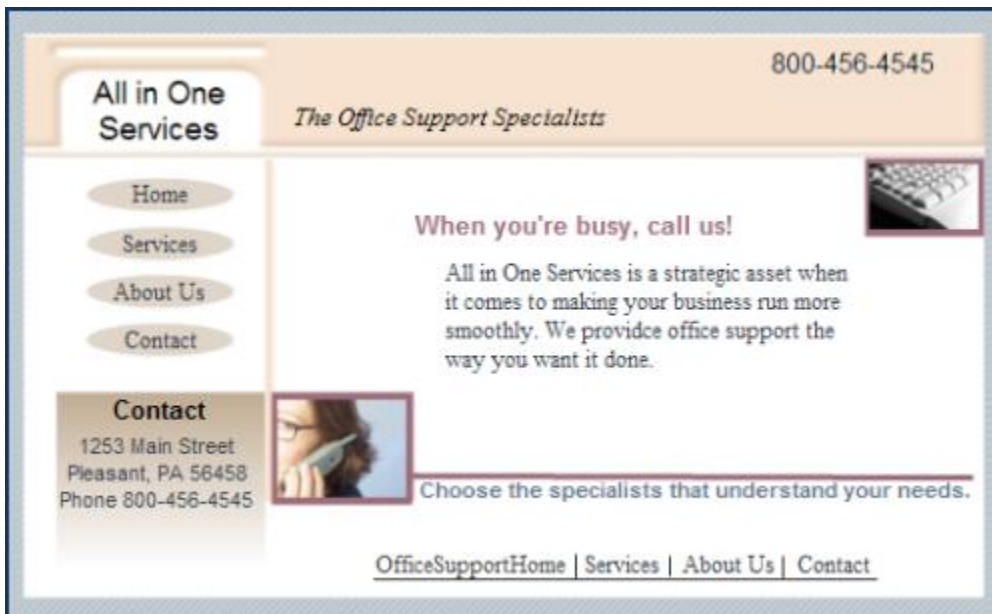 800-456-4545
All in One
Services
The Office Support Specialists
Home
Services
About Us
Contact
When you're busy, call us!
All in One Services is a strategic asset when
it comes to making your business run more
smoothly. We providce office support the
way you want it done.
Contact
1253 Main Street
Pleasant, PA 56458
Phone 800-456-4545
Choose the specialists that understand your needs.
OfficeSupportHome | Services | About Us | Contact